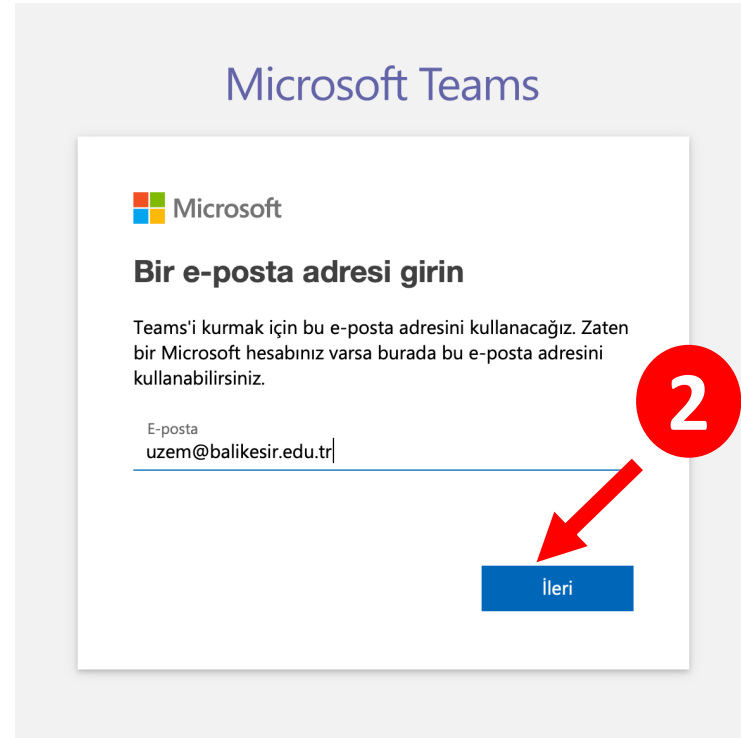 Microsoft Teams
Microsoft
Bir e-posta adresi girin
Teams'i kurmak için bu e-posta adresini kullanacağız. Zaten
bir Microsoft hesabınız varsa burada bu e-posta adresini
kullanabilirsiniz.
2
E-posta
uzem@balikesir.edu.tr
İleri